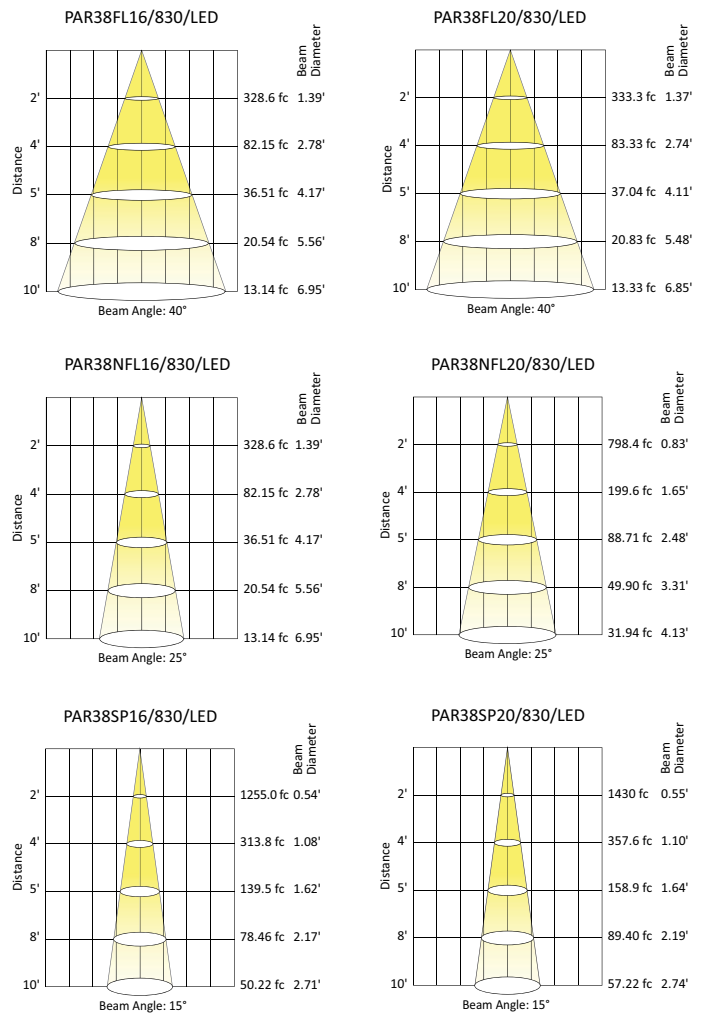 PAR38FL16/830/LED
Beam
Diameter
Distance
2' 328.6 fc 1.39'
4' 82.15 fc 2.78'
5' 36.51 fc 4.17'
8' 20.54 fc 5.56'
10' 13.14 fc 6.95'
Beam Angle: 40°
PAR38FL20/830/LED
Beam
Diameter
Distance
2' 333.3 fc 1.37'
4' 83.33 fc 2.74'
5' 37.04 fc 4.11'
8' 20.83 fc 5.48'
10' 13.33 fc 6.85'
Beam Angle: 40°
PAR38NFL16/830/LED
Beam
Diameter
Distance
2' 328.6 fc 1.39'
4' 82.15 fc 2.78'
5' 36.51 fc 4.17'
8' 20.54 fc 5.56'
10' 13.14 fc 6.95'
Beam Angle: 25°
PAR38NFL20/830/LED
Beam
Diameter
Distance
2' 798.4 fc 0.83'
4' 199.6 fc 1.65'
5' 88.71 fc 2.48'
8' 49.90 fc 3.31'
10' 31.94 fc 4.13'
Beam Angle: 25°
PAR38SP16/830/LED
Beam
Diameter
Distance
2' 1255.0 fc 0.54'
4' 313.8 fc 1.08'
5' 139.5 fc 1.62'
8' 78.46 fc 2.17'
10' 50.22 fc 2.71'
Beam Angle: 15°
PAR38SP20/830/LED
Beam
Diameter
Distance
2' 1430 fc 0.55'
4' 357.6 fc 1.10'
5' 158.9 fc 1.64'
8' 89.40 fc 2.19'
10' 57.22 fc 2.74'
Beam Angle: 15°